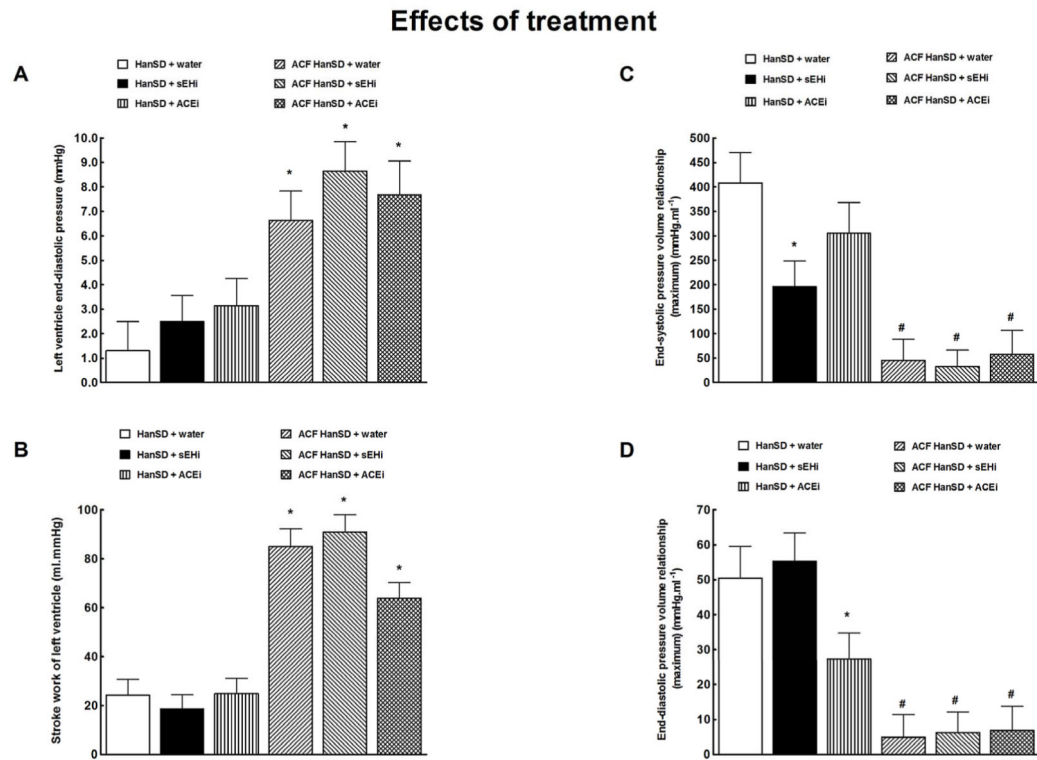 Effects of treatment
A
HanSD + water
HanSD + sEHi
HanSD + ACEi
ACF HanSD + water
ACF HanSD + sEHi
ACF HanSD + ACEi
Left ventricle end-diastolic pressure (mmHg)
10.0
9.0
8.0
7.0
6.0
5.0
4.0
3.0
2.0
1.0
0.0
*
*
*
B
HanSD + water
HanSD + sEHi
HanSD + ACEi
ACF HanSD + water
ACF HanSD + sEHi
ACF HanSD + ACEi
Stroke work of left ventricle (ml.mmHg)
100
80
60
40
20
0
*
*
*
C
HanSD + water
HanSD + sEHi
HanSD + ACEi
ACF HanSD + water
ACF HanSD + sEHi
ACF HanSD + ACEi
End-systolic pressure volume relationship
(maximum) (mmHg.ml⁻¹)
500
450
400
350
300
250
200
150
100
50
0
*
#
#
#
D
HanSD + water
HanSD + sEHi
HanSD + ACEi
ACF HanSD + water
ACF HanSD + sEHi
ACF HanSD + ACEi
End-diastolic pressure volume relationship
(maximum) (mmHg.ml⁻¹)
70
60
50
40
30
20
10
0
*
#
#
#